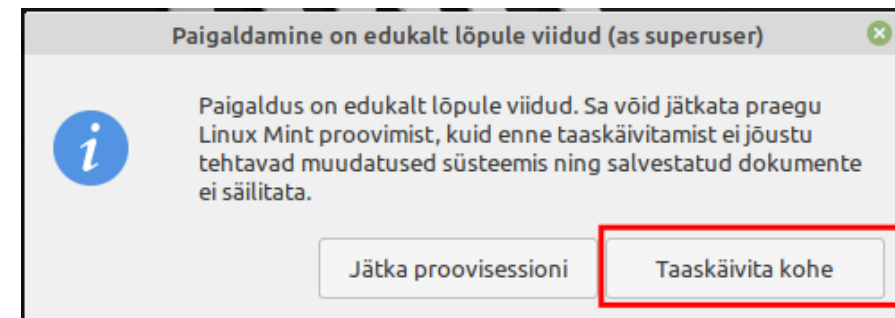 Paigaldamine on edukalt lõpule viidud (as superuser)
Paigaldus on edukalt lõpule viidud. Sa võid jätkata praegu
Linux Mint proovimist, kuid enne taaskäivitamist ei jõustu
tehtavad muudatused süsteemis ning salvestatud dokumente
ei säilitata.
Jätka proovisessioni
Taaskäivita kohe